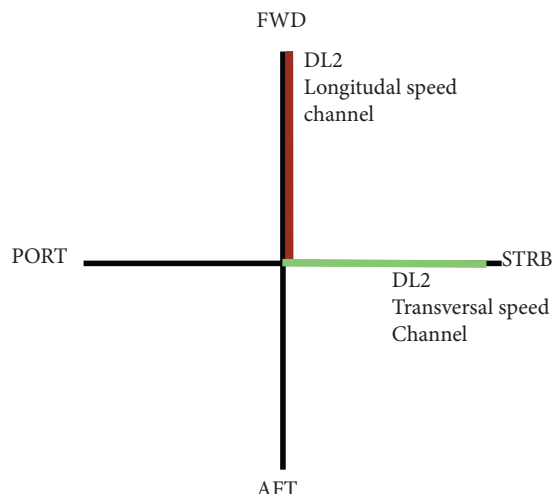 FWD
DL2
Longitudal speed
channel
PORT
STRB
DL2
Transversal speed
Channel
AFT